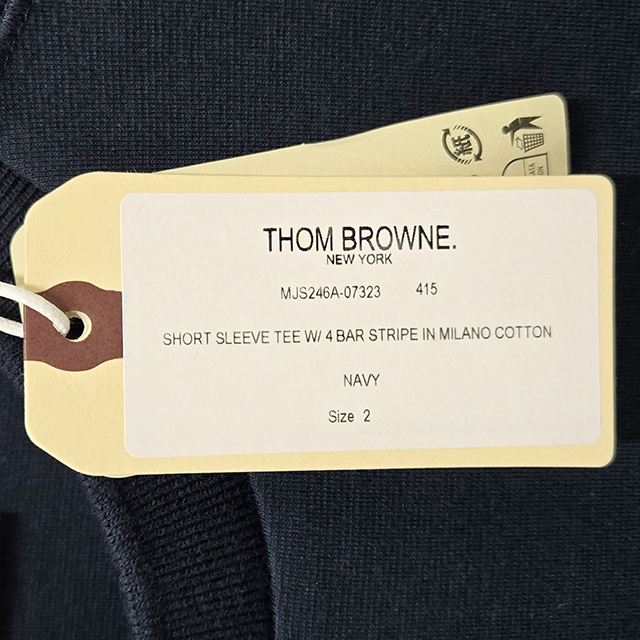 THOM BROWNE.
NEW YORK
MJS246A-07323 415
SHORT SLEEVE TEE W/ 4 BAR STRIPE IN MILANO COTTON
NAVY
Size 2
紙